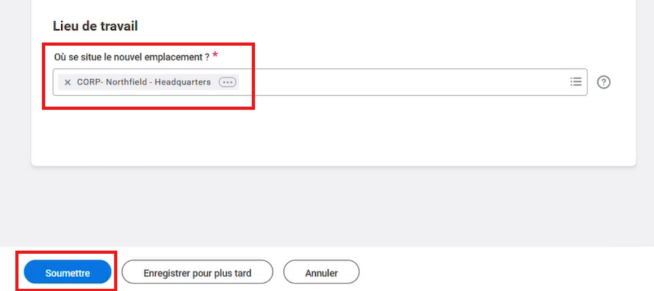 Lieu de travail
Où se situe le nouvel emplacement ? *
× CORP- Northfield - Headquarters
Soumettre
Enregistrer pour plus tard
Annuler